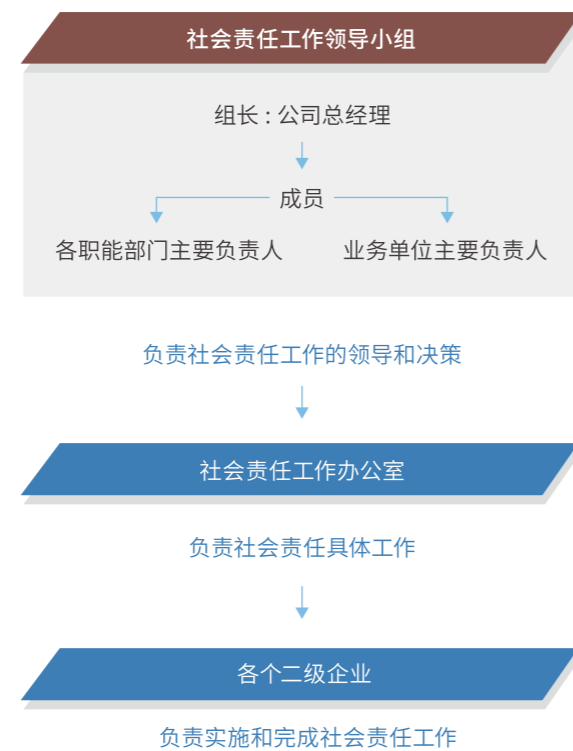 社会责任工作领导小组
组长 : 公司总经理
成员
各职能部门主要负责人
业务单位主要负责人
负责社会责任工作的领导和决策
社会责任工作办公室
负责社会责任具体工作
各个二级企业
负责实施和完成社会责任工作